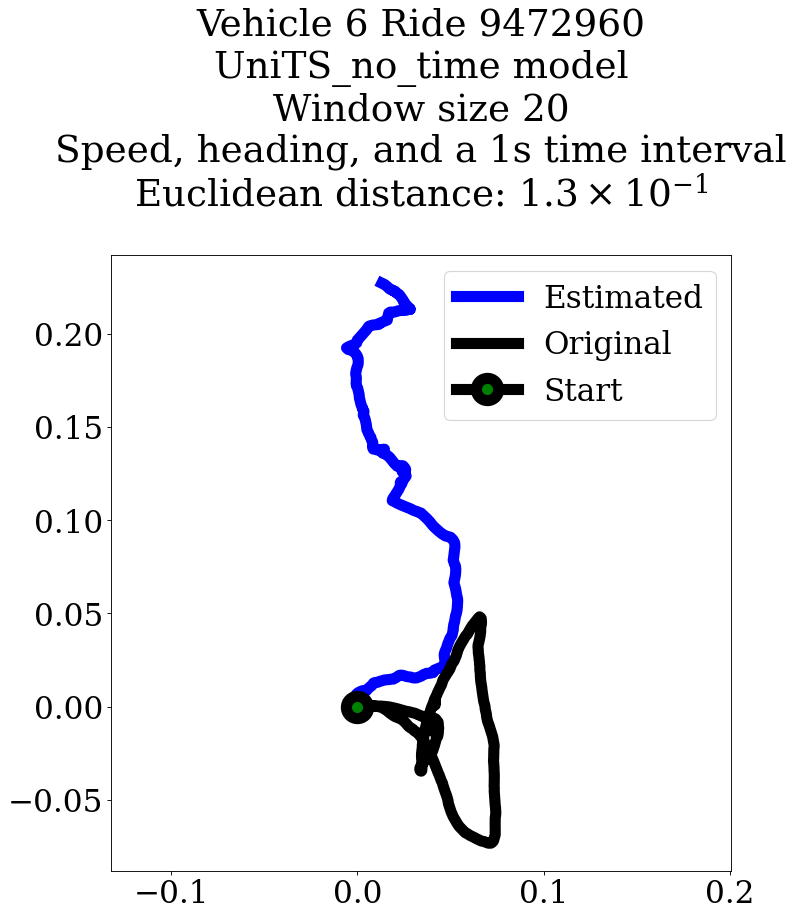 Vehicle 6 Ride 9472960
UniTS_no_time model
Window size 20
Speed, heading, and a 1s time interval
Euclidean distance: 1.3 × 10⁻¹
Estimated
Original
Start
0.20
0.15
0.10
0.05
0.00
−0.05
−0.1
0.0
0.1
0.2